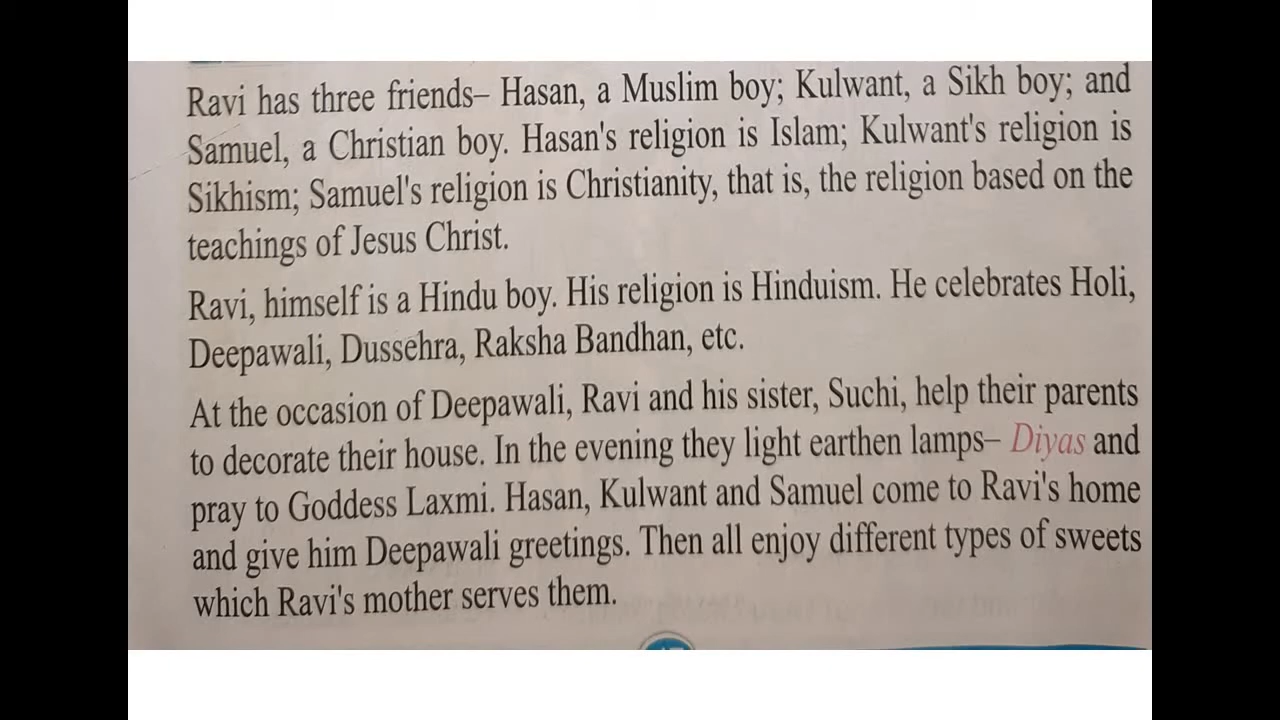 Ravi has three friends– Hasan, a Muslim boy; Kulwant, a Sikh boy; and
Samuel, a Christian boy. Hasan's religion is Islam; Kulwant's religion is
Sikhism; Samuel's religion is Christianity, that is, the religion based on the
teachings of Jesus Christ.
Ravi, himself is a Hindu boy. His religion is Hinduism. He celebrates Holi,
Deepawali, Dussehra, Raksha Bandhan, etc.
At the occasion of Deepawali, Ravi and his sister, Suchi, help their parents
to decorate their house. In the evening they light earthen lamps– Diyas and
pray to Goddess Laxmi. Hasan, Kulwant and Samuel come to Ravi's home
and give him Deepawali greetings. Then all enjoy different types of sweets
which Ravi's mother serves them.